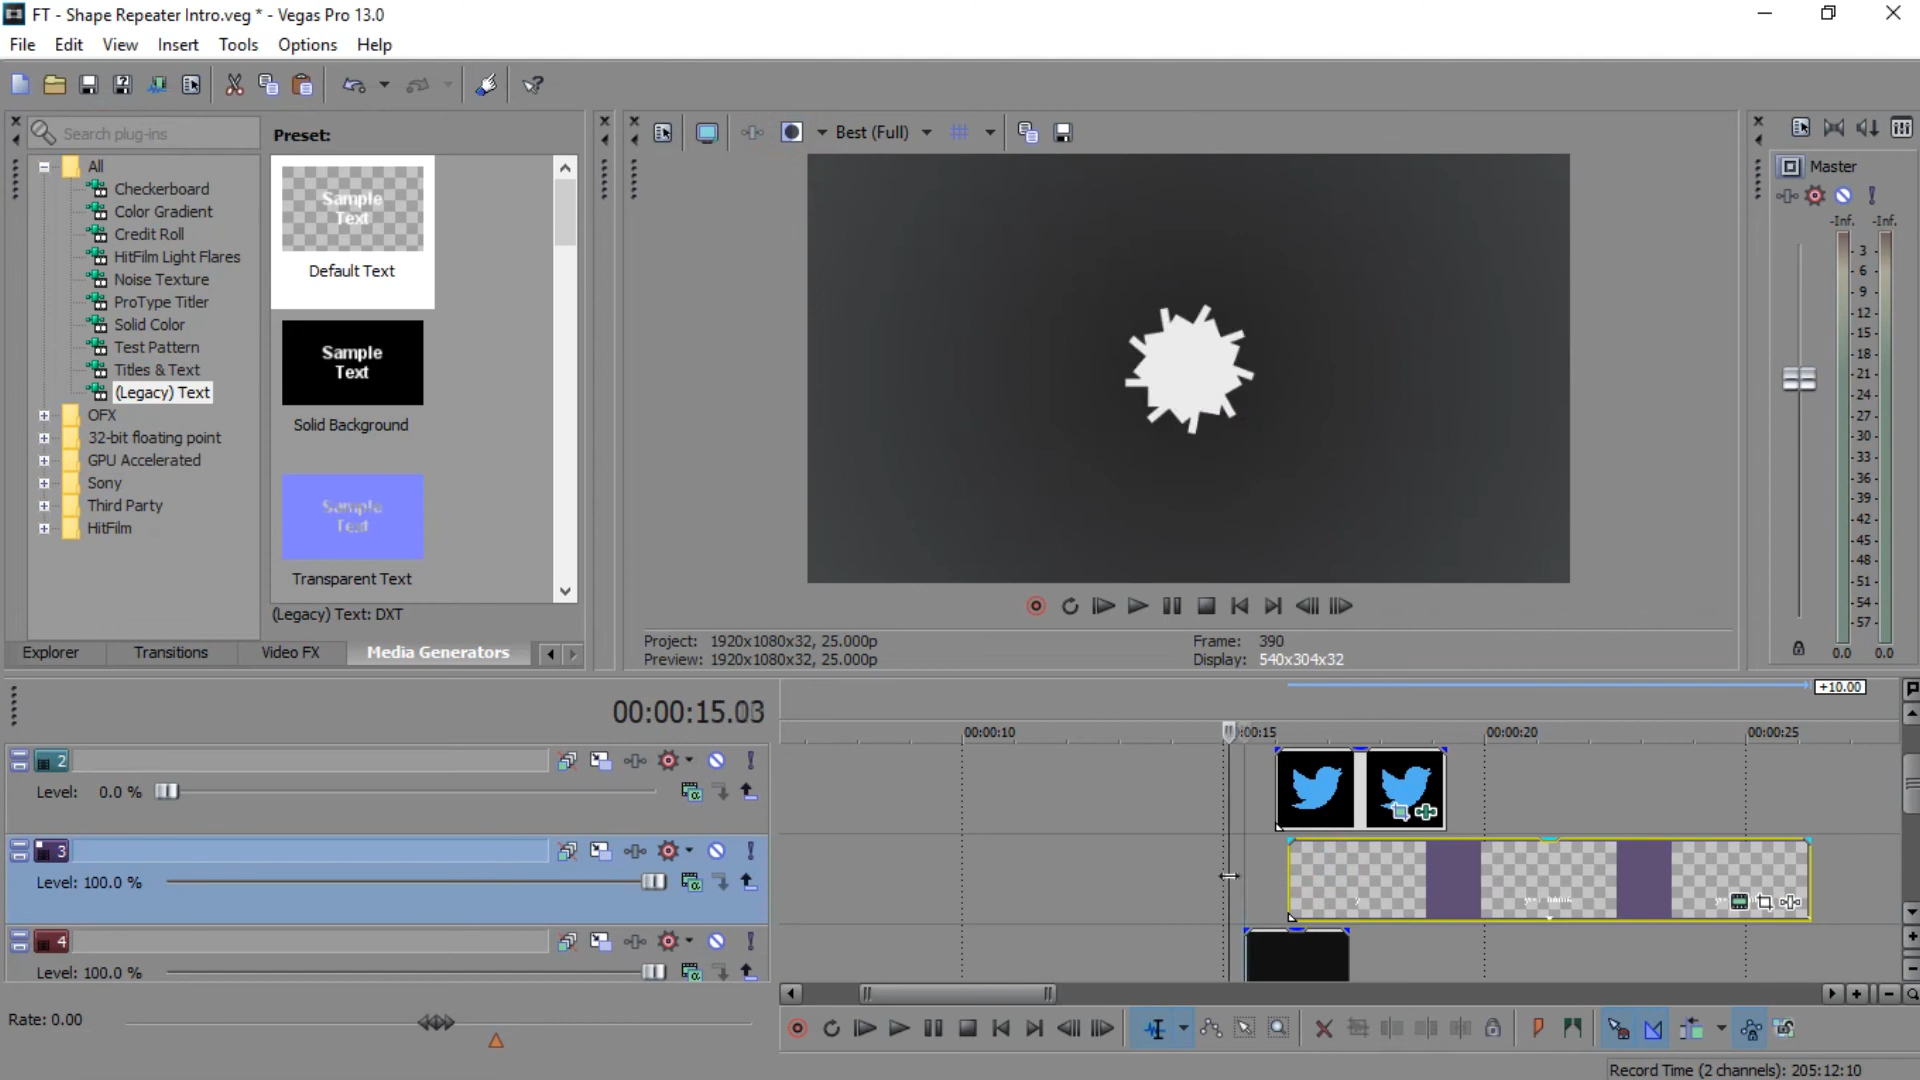 FT - Shape Repeater Intro.veg * - Vegas Pro 13.0
File Edit View Insert Tools Options Help
Search plug-ins
Preset:
Best (Full)
Master
All
Checkerboard
Color Gradient
Credit Roll
HitFilm Light Flares
Noise Texture
ProType Titler
Solid Color
Test Pattern
Titles & Text
(Legacy) Text
OFX
32-bit floating point
GPU Accelerated
Sony
Third Party
HitFilm
Sample
Text
Default Text
Sample
Text
Solid Background
Sample
Text
Transparent Text
(Legacy) Text: DXT
-Inf. -Inf.
3
6
9
12
15
18
21
24
27
30
33
36
39
42
45
48
51
54
57
0.0 0.0
Explorer Transitions Video FX Media Generators
Project: 1920x1080x32, 25.000p
Preview: 1920x1080x32, 25.000p
Frame: 390
Display: 540x304x32
+10.00
00:00:15.03
00:00:10 :00:15 00:00:20 00:00:25
2
Level: 0.0 %
3
Level: 100.0 %
4
Level: 100.0 %
Rate: 0.00
Record Time (2 channels): 205:12:10